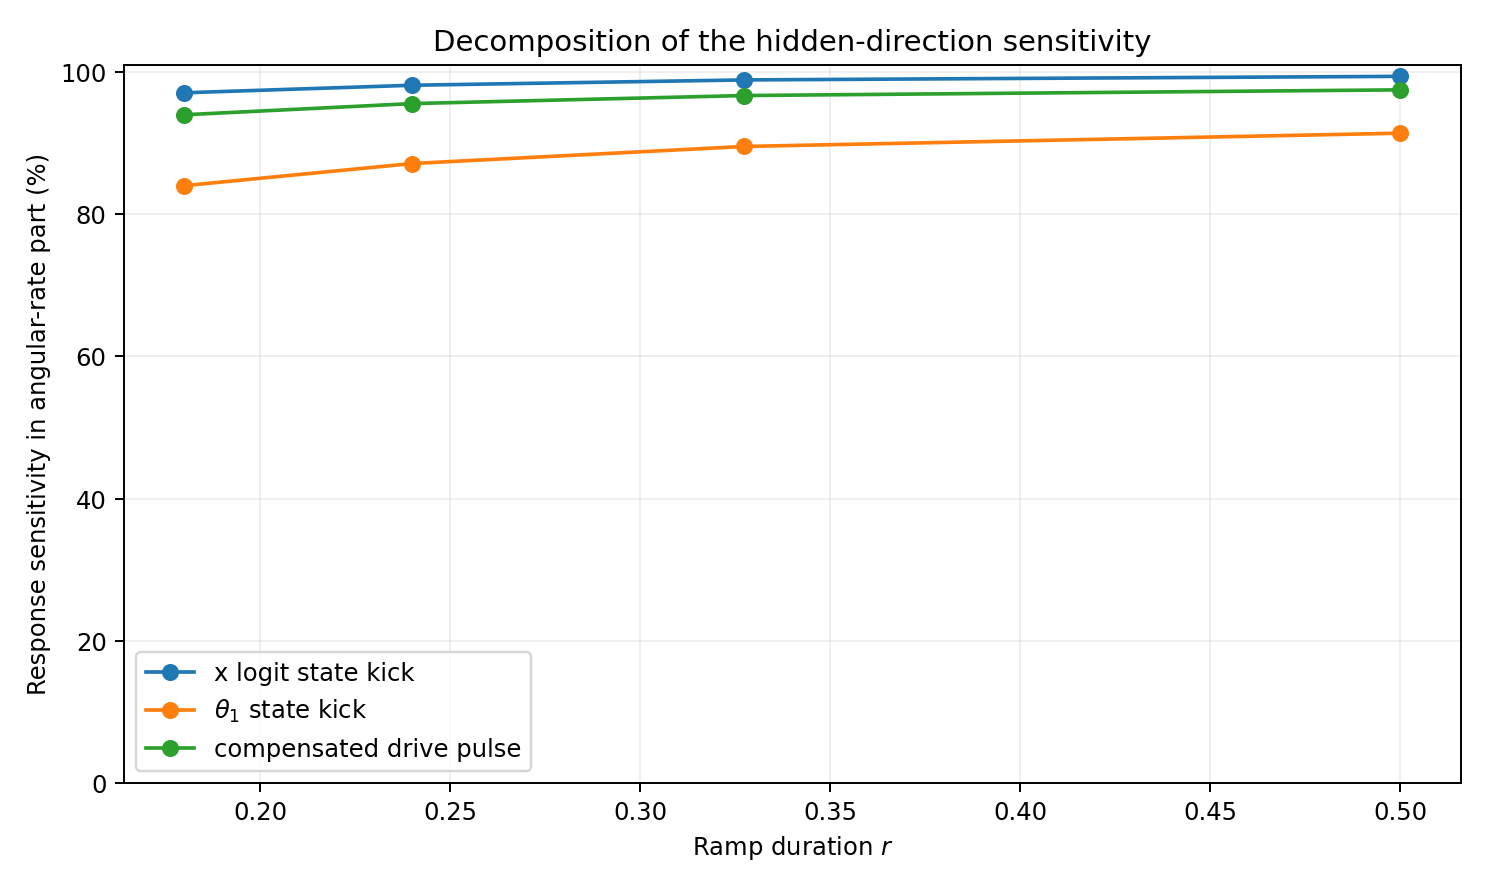 Decomposition of the hidden-direction sensitivity
Response sensitivity in angular-rate part (%)
100
80
60
40
20
0
x logit state kick
θ₁ state kick
compensated drive pulse
0.20 0.25 0.30 0.35 0.40 0.45 0.50
Ramp duration r